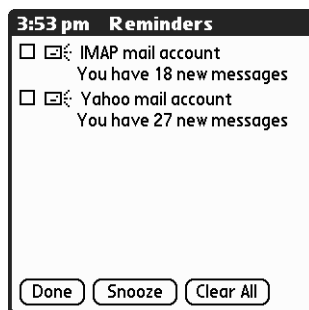 3:53 pm Reminders
IMAP mail account
You have 18 new messages
Yahoo mail account
You have 27 new messages
Done Snooze Clear All